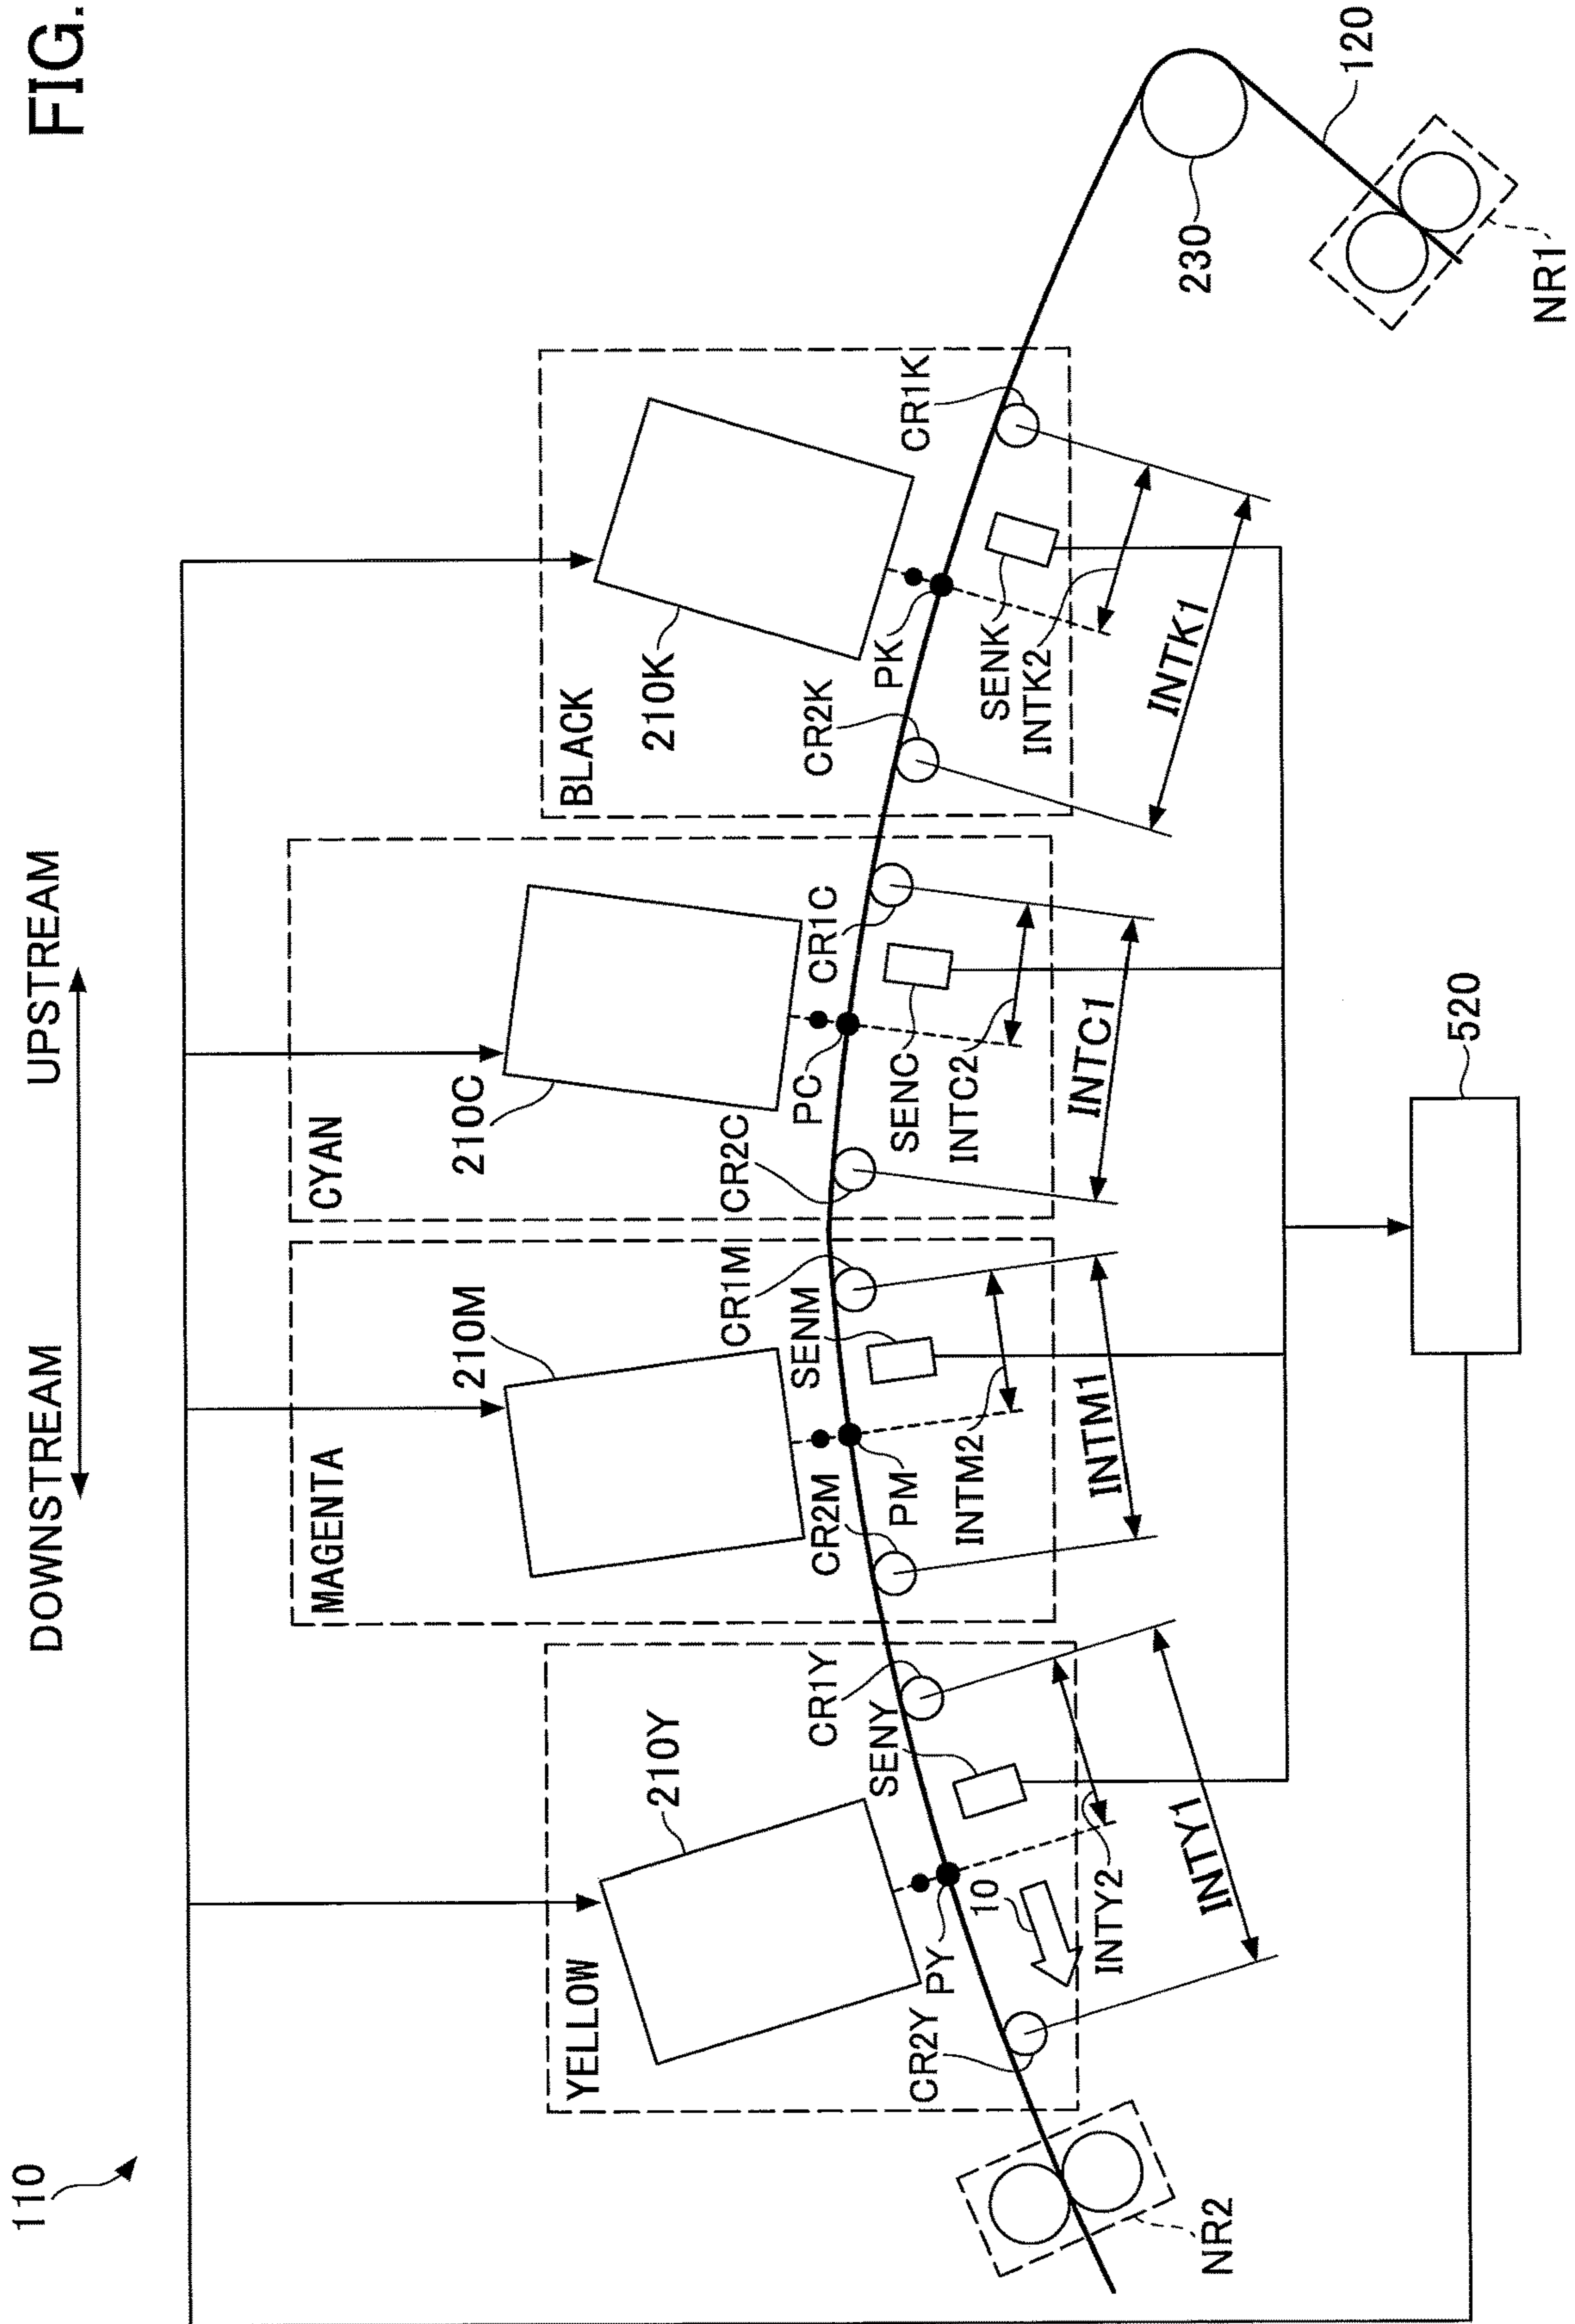 FIG.
110
DOWNSTREAM
UPSTREAM
YELLOW
210Y
MAGENTA
210M
CYAN
210C
BLACK
210K
CR2Y
PY
SENY
CR1Y
10
INTY2
INTY1
CR2M
PM
SENM
CR1M
INTM2
INTM1
CR2C
PC
CR1C
SENC
INTC2
INTC1
CR2K
PK
CR1K
SENK
INTK2
INTK1
230
120
NR1
NR2
520